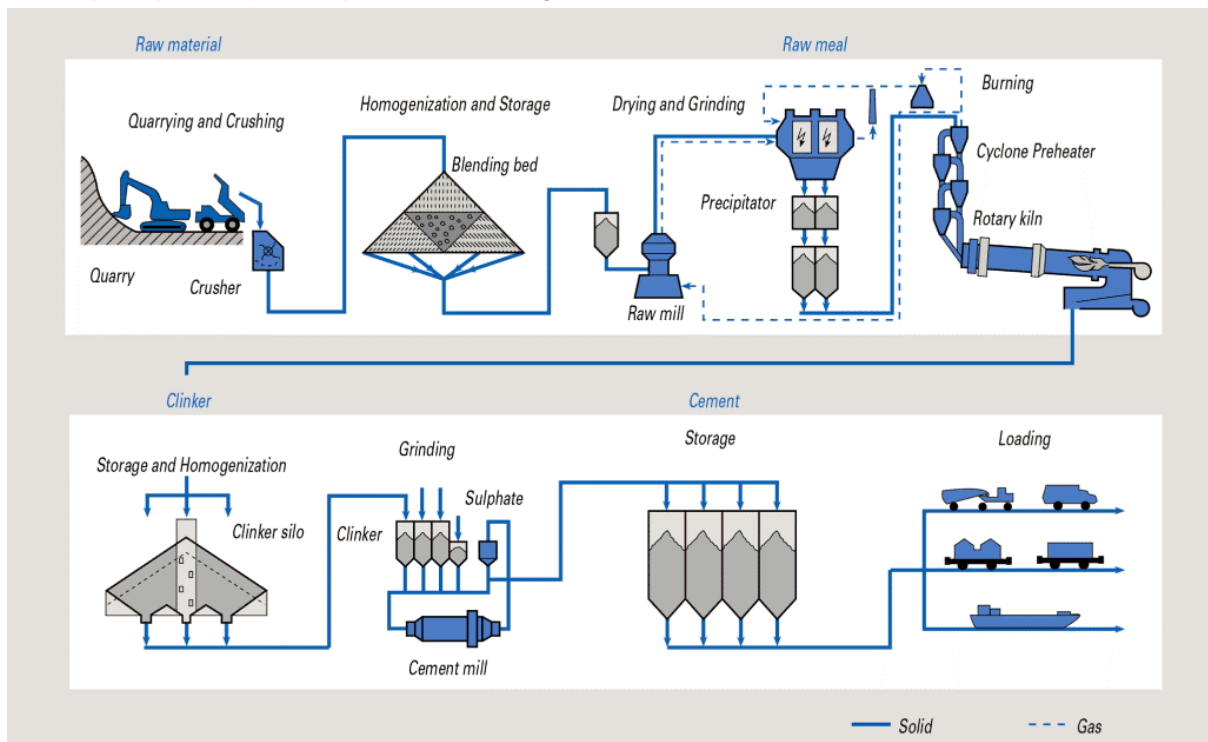 Raw material
Raw meal
Quarrying and Crushing
Homogenization and Storage
Drying and Grinding
Burning
Blending bed
Cyclone Preheater
Precipitator
Rotary kiln
Quarry
Crusher
Raw mill
Clinker
Cement
Storage and Homogenization
Grinding
Storage
Loading
Sulphate
Clinker silo
Clinker
Cement mill
Solid
Gas